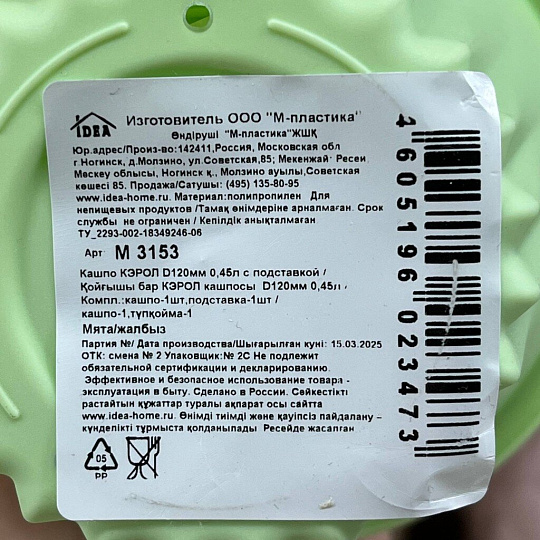 IDEA
Изготовитель ООО "М-пластика"
Өндіруші "М-пластика"ЖШҚ
Юр.адрес/Произ-во:142411,Россия, Московская обл
г Ногинск, д.Молзино, ул.Советская,85; Мекенжай Ресей
Мәскеу облысы, Ногинск қ., Молзино ауылы,Советская
көшесі 85. Продажа/Сатушы: (495) 135-80-95
www.idea-home.ru. Материал:полипропилен Для
непищевых продуктов /Тамақ өнімдеріне арналмаған. Срок
службы не ограничен / Кепілдік анықталмаған
ТУ_2293-002-18349246-06
Арт М 3153
Кашпо КЭРОЛ D120мм 0,45л с подставкой /
Қойғышы бар КЭРОЛ кашпосы D120мм 0,45л /
Компл.:кашпо-1шт,подставка-1шт /
кашпо-1,түпқойма-1
Мята/жалбыз
Партия №/ Дата производства/Шығарылған күні: 15.03.2025
ОТК: смена № 2 Упаковщик:№ 2С Не подлежит
обязательной сертификации и декларированию.
Эффективное и безопасное использование товара -
эксплуатация в быту. Сделано в России. Сәйкестікті
растайтын құжаттар туралы ақпарат осы сайтта
www.idea-home.ru. Өнімді тиімді және қауіпсіз пайдалану –
күнделікті тұрмыста қолданылады Ресейде жасалған
05
PP
4 605196 023473